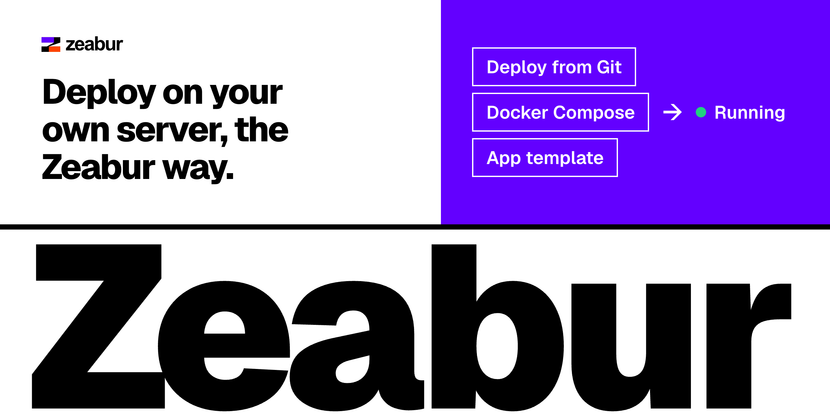 zeabur
Deploy on your
own server, the
Zeabur way.
Deploy from Git
Docker Compose
App template
→
Running
Zeabur